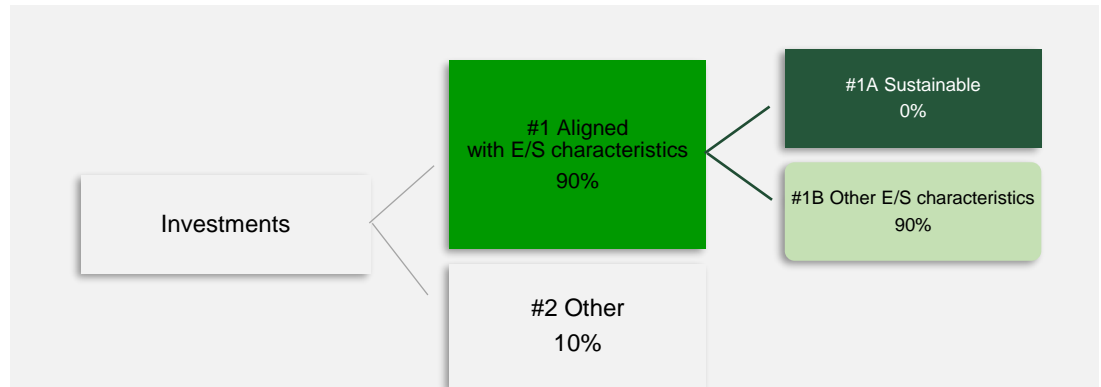 Investments
#1 Aligned
with E/S characteristics
90%
#2 Other
10%
#1A Sustainable
0%
#1B Other E/S characteristics
90%